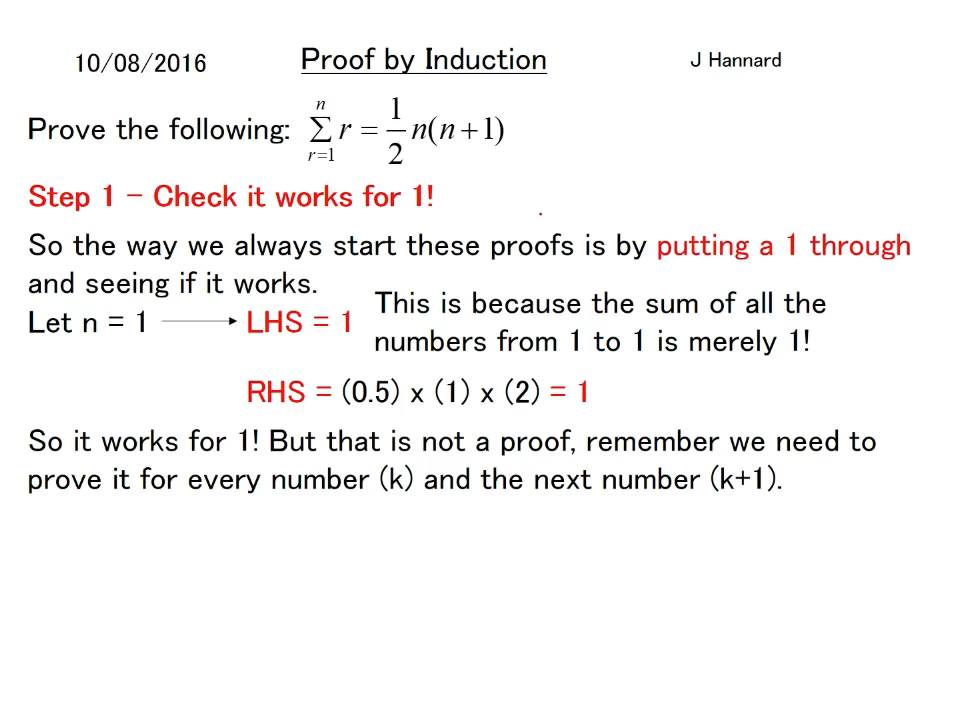 10/08/2016 Proof by Induction J Hannard
Prove the following: \sum_{r=1}^{n} r = \frac{1}{2} n(n+1)
Step 1 – Check it works for 1!
So the way we always start these proofs is by putting a 1 through
and seeing if it works.
Let n = 1 → LHS = 1
This is because the sum of all the
numbers from 1 to 1 is merely 1!
RHS = (0.5) x (1) x (2) = 1
So it works for 1! But that is not a proof, remember we need to
prove it for every number (k) and the next number (k+1).